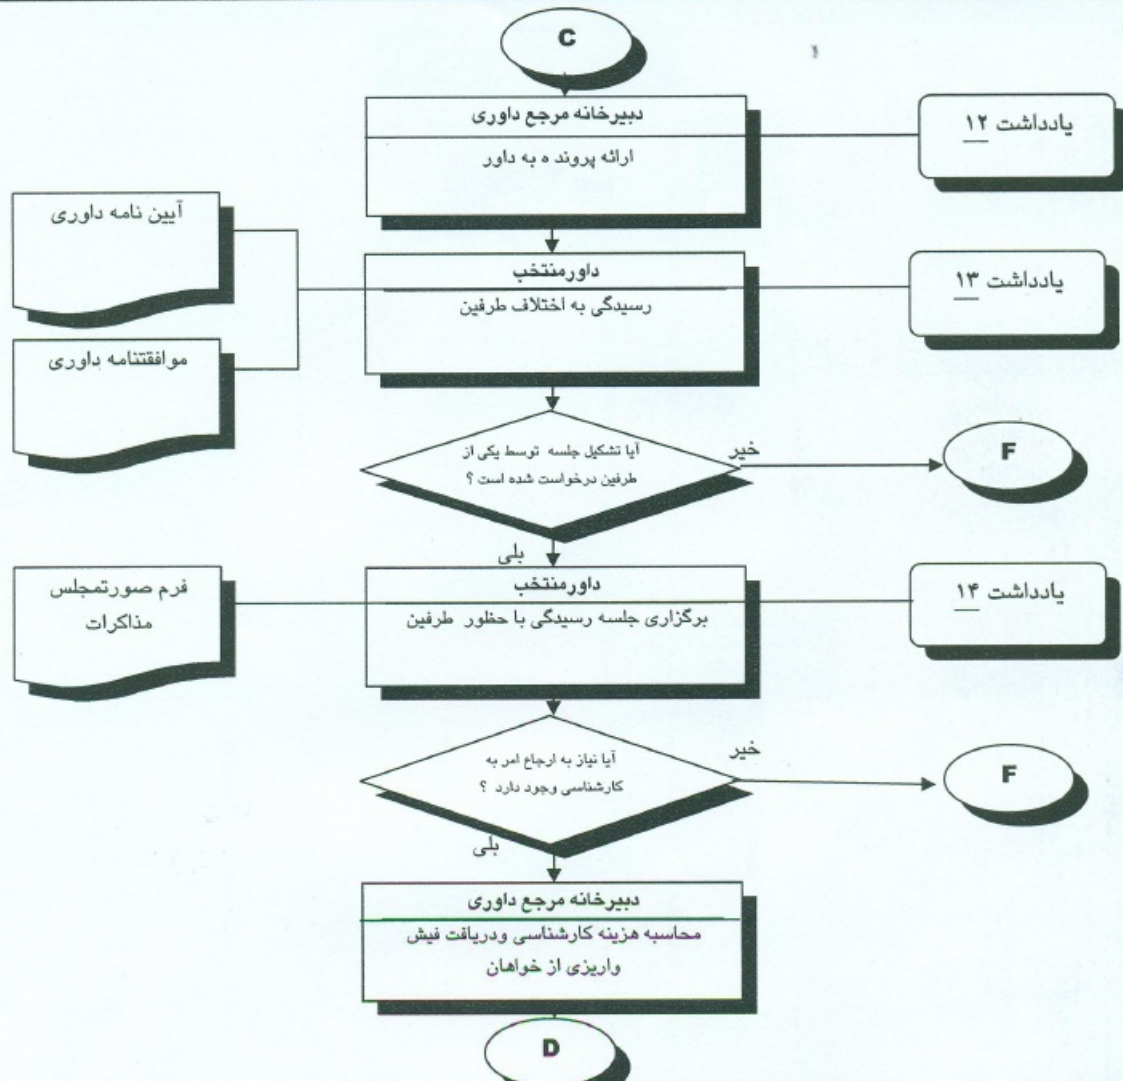 C
دبیرخانه مرجع داوری
ارائه پروند ه به داور
یادداشت ۱۲
آیین نامه داوری
موافقتنامه داوری
داورمنتخب
رسیدگی به اختلاف طرفین
یادداشت ۱۳
آیا تشکیل جلسه توسط یکی از
طرفین درخواست شده است ؟
خیر
F
بلی
فرم صورتمجلس
مذاکرات
داورمنتخب
برگزاری جلسه رسیدگی با حظور طرفین
یادداشت ۱۴
آیا نیاز به ارجاع امر به
کارشناسی وجود دارد ؟
خیر
F
بلی
دبیرخانه مرجع داوری
محاسبه هزینه کارشناسی ودریافت فیش
واریزی از خواهان
D